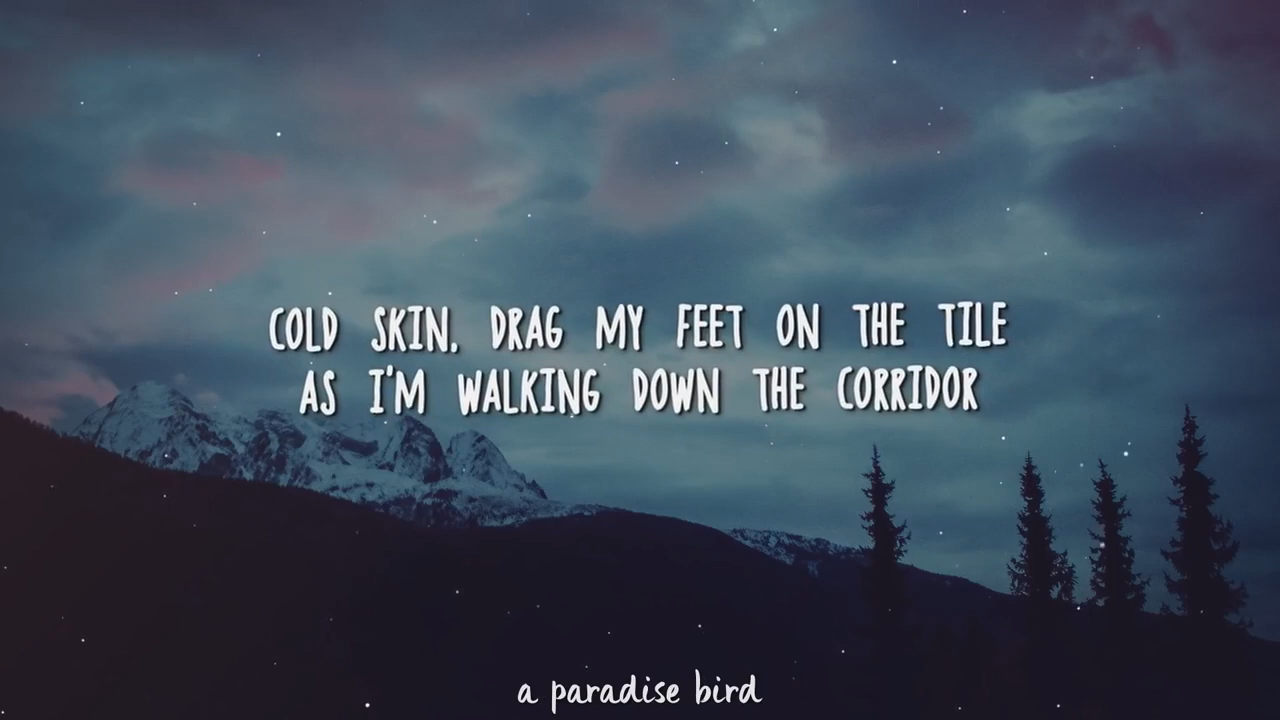 COLD SKIN, DRAG MY FEET ON THE TILE
AS I'M WALKING DOWN THE CORRIDOR
a paradise bird